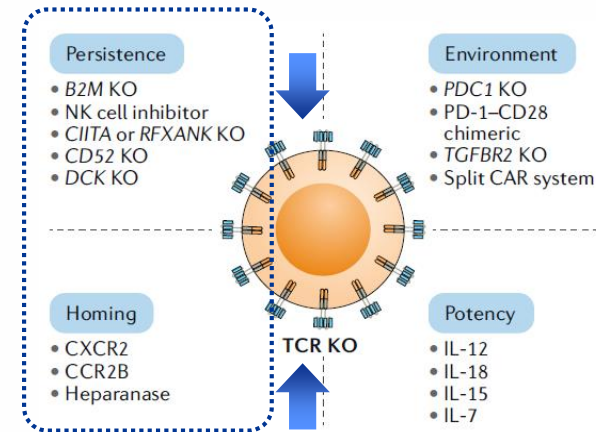 Persistence
• B2M KO
• NK cell inhibitor
• CIITA or RFXANK KO
• CD52 KO
• DCK KO
Environment
• PDC1 KO
• PD-1–CD28
chimeric
• TGFBR2 KO
• Split CAR system
Homing
• CXCR2
• CCR2B
• Heparanase
TCR KO
Potency
• IL-12
• IL-18
• IL-15
• IL-7